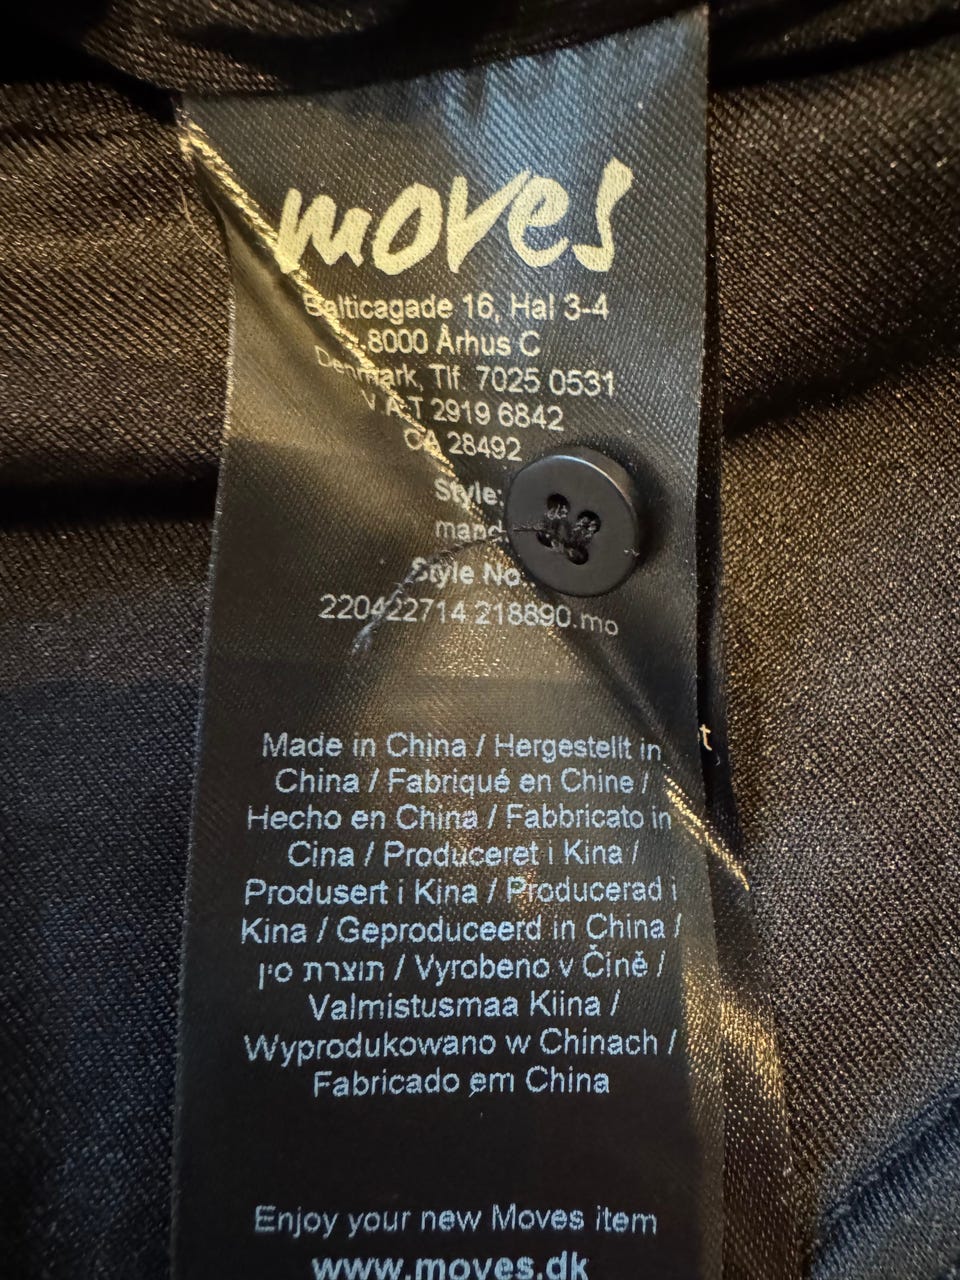 moves
Balticagade 16, Hal 3-4
8000 Århus C
Denmark, Tlf. 7025 0531
V.A.T 2919 6842
CA 28492
Style:
Style No.:
220422714 218890.mo
Made in China / Hergestellt in
China / Fabriqué en Chine /
Hecho en China / Fabbricato in
Cina / Produceret i Kina /
Produsert i Kina / Producerad i
Kina / Geproduceerd in China /
תוצרת סין / Vyrobeno v Čině /
Valmistusmaa Kiina /
Wyprodukowano w Chinach /
Fabricado em China
Enjoy your new Moves item
www.moves.dk